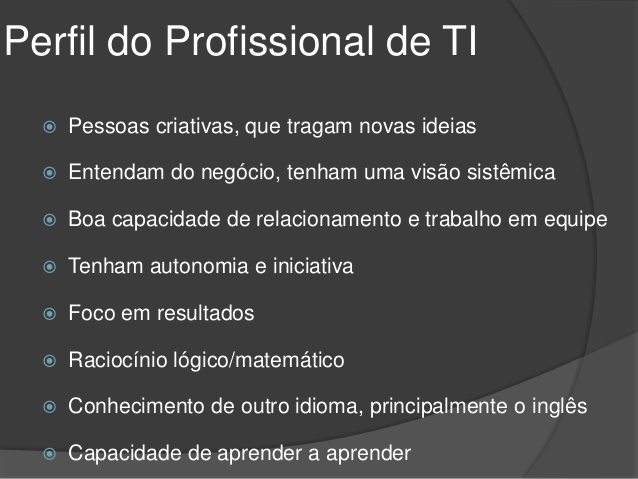 Perfil do Profissional de TI
Pessoas criativas, que tragam novas ideias
Entendam do negócio, tenham uma visão sistêmica
Boa capacidade de relacionamento e trabalho em equipe
Tenham autonomia e iniciativa
Foco em resultados
Raciocínio lógico/matemático
Conhecimento de outro idioma, principalmente o inglês
Capacidade de aprender a aprender